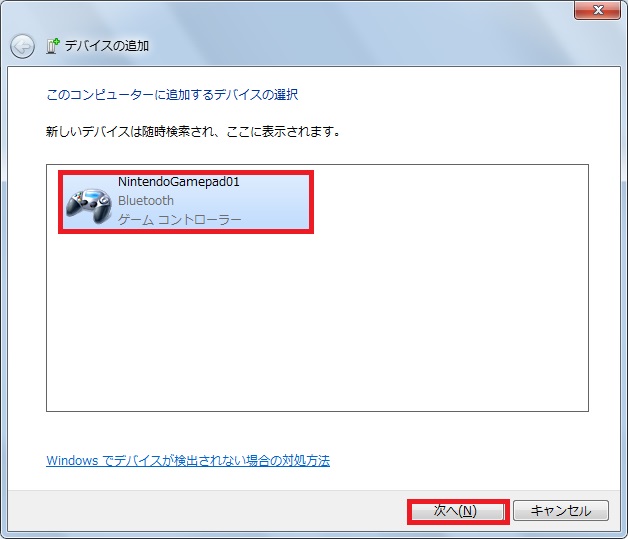 デバイスの追加
このコンピューターに追加するデバイスの選択
新しいデバイスは随時検索され、ここに表示されます。
NintendoGamepad01
Bluetooth
ゲーム コントローラー
Windows でデバイスが検出されない場合の対処方法
次へ(N)
キャンセル